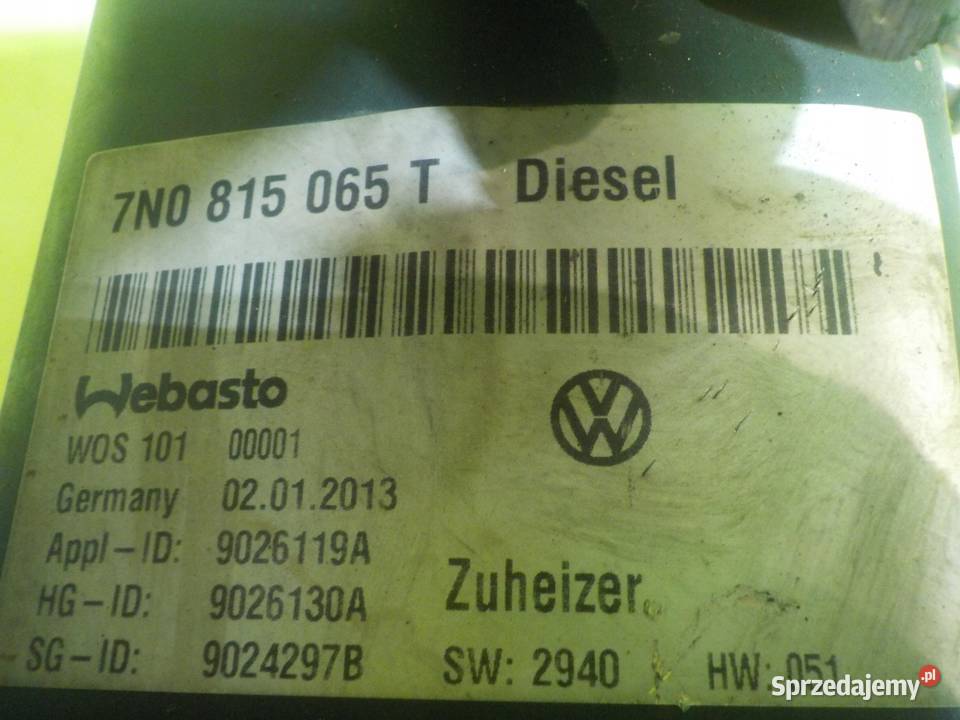 7N0 815 065 T Diesel
Webasto
WOS 101 00001
Germany 02.01.2013
Appl-ID: 9026119A
HG-ID: 9026130A
SG-ID: 9024297B
VW
Zuheizer
SW: 2940 HW: 051
Sprzedajemy.pl